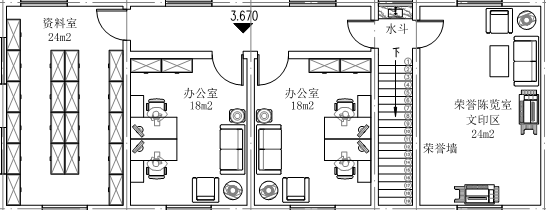 资料室
24m2
3.670
水斗
下
办公室
18m2
办公室
18m2
荣誉陈览室
文印区
24m2
荣誉墙